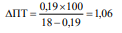 ΔПТ = 0,19×100 / 18 – 0,19 = 1,06